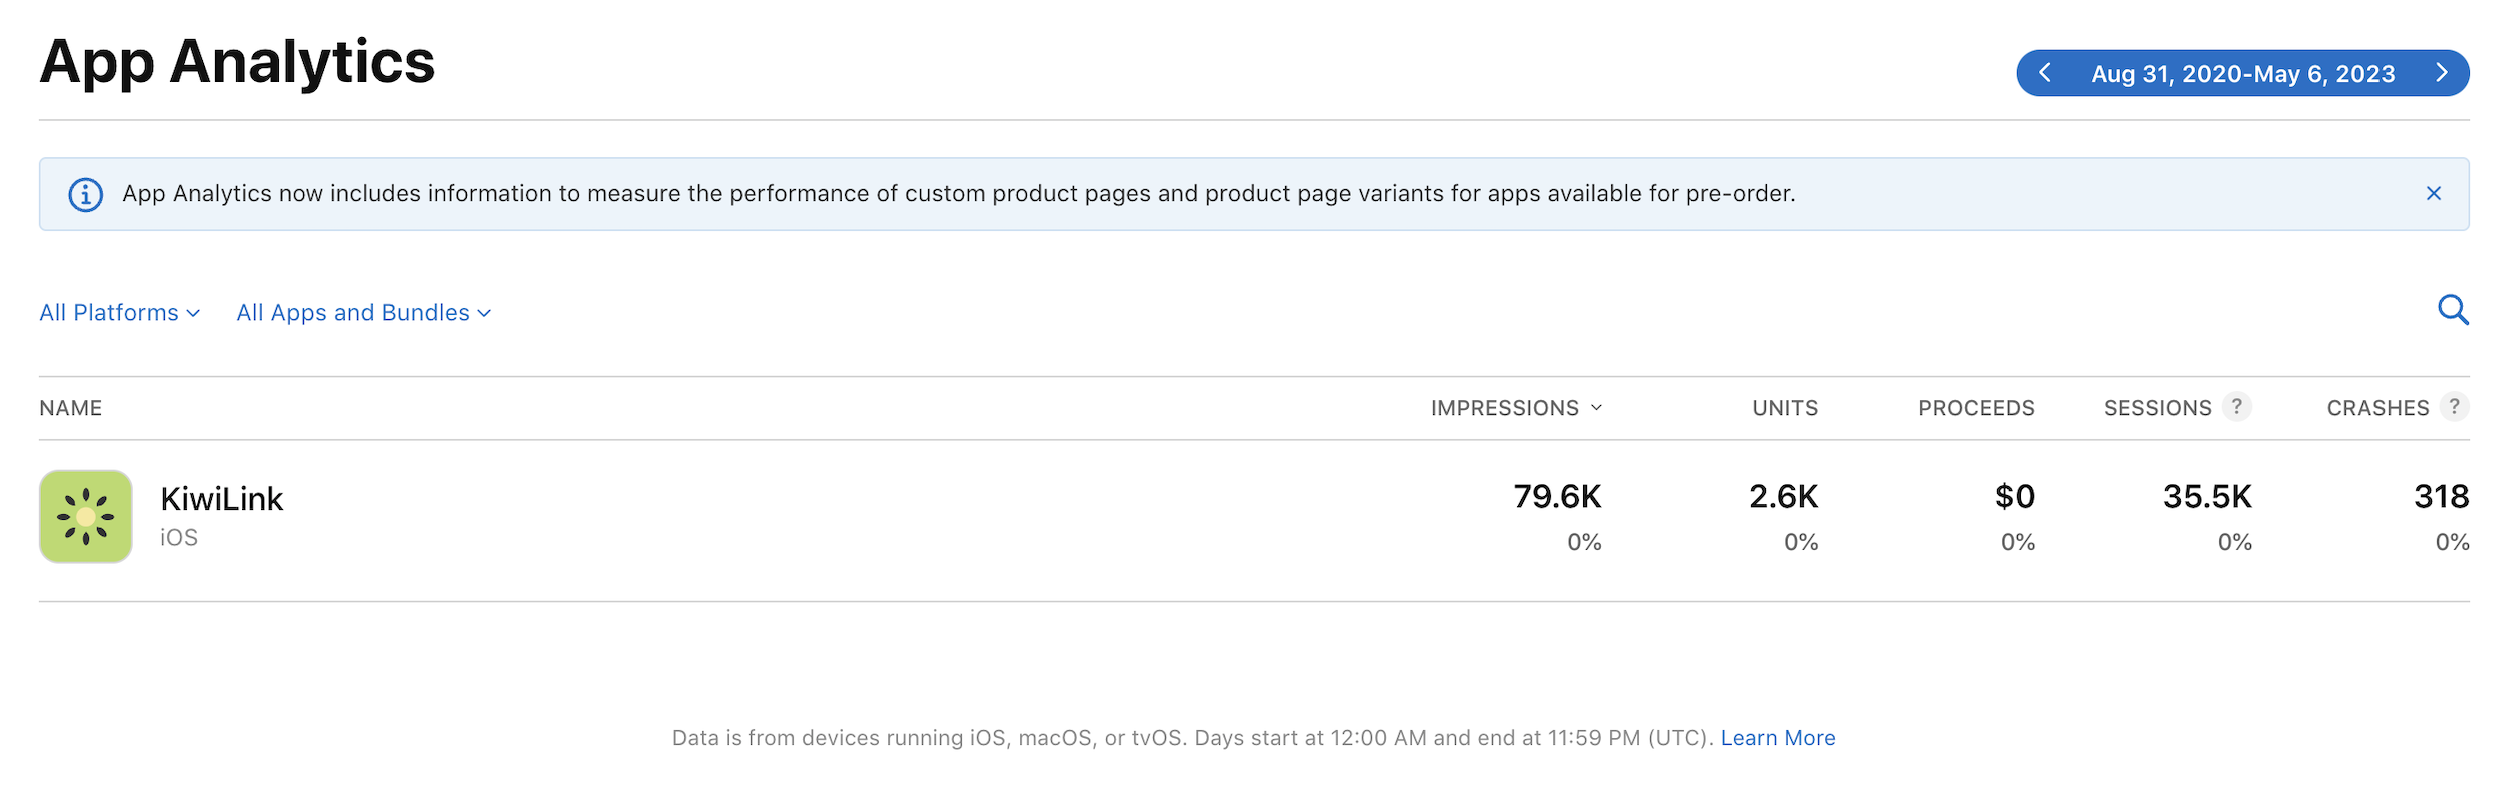 App Analytics
Aug 31, 2020-May 6, 2023
App Analytics now includes information to measure the performance of custom product pages and product page variants for apps available for pre-order.
All Platforms All Apps and Bundles
NAME IMPRESSIONS UNITS PROCEEDS SESSIONS ? CRASHES ?
KiwiLink 79.6K 2.6K $0 35.5K 318
iOS 0% 0% 0% 0% 0%
Data is from devices running iOS, macOS, or tvOS. Days start at 12:00 AM and end at 11:59 PM (UTC). Learn More